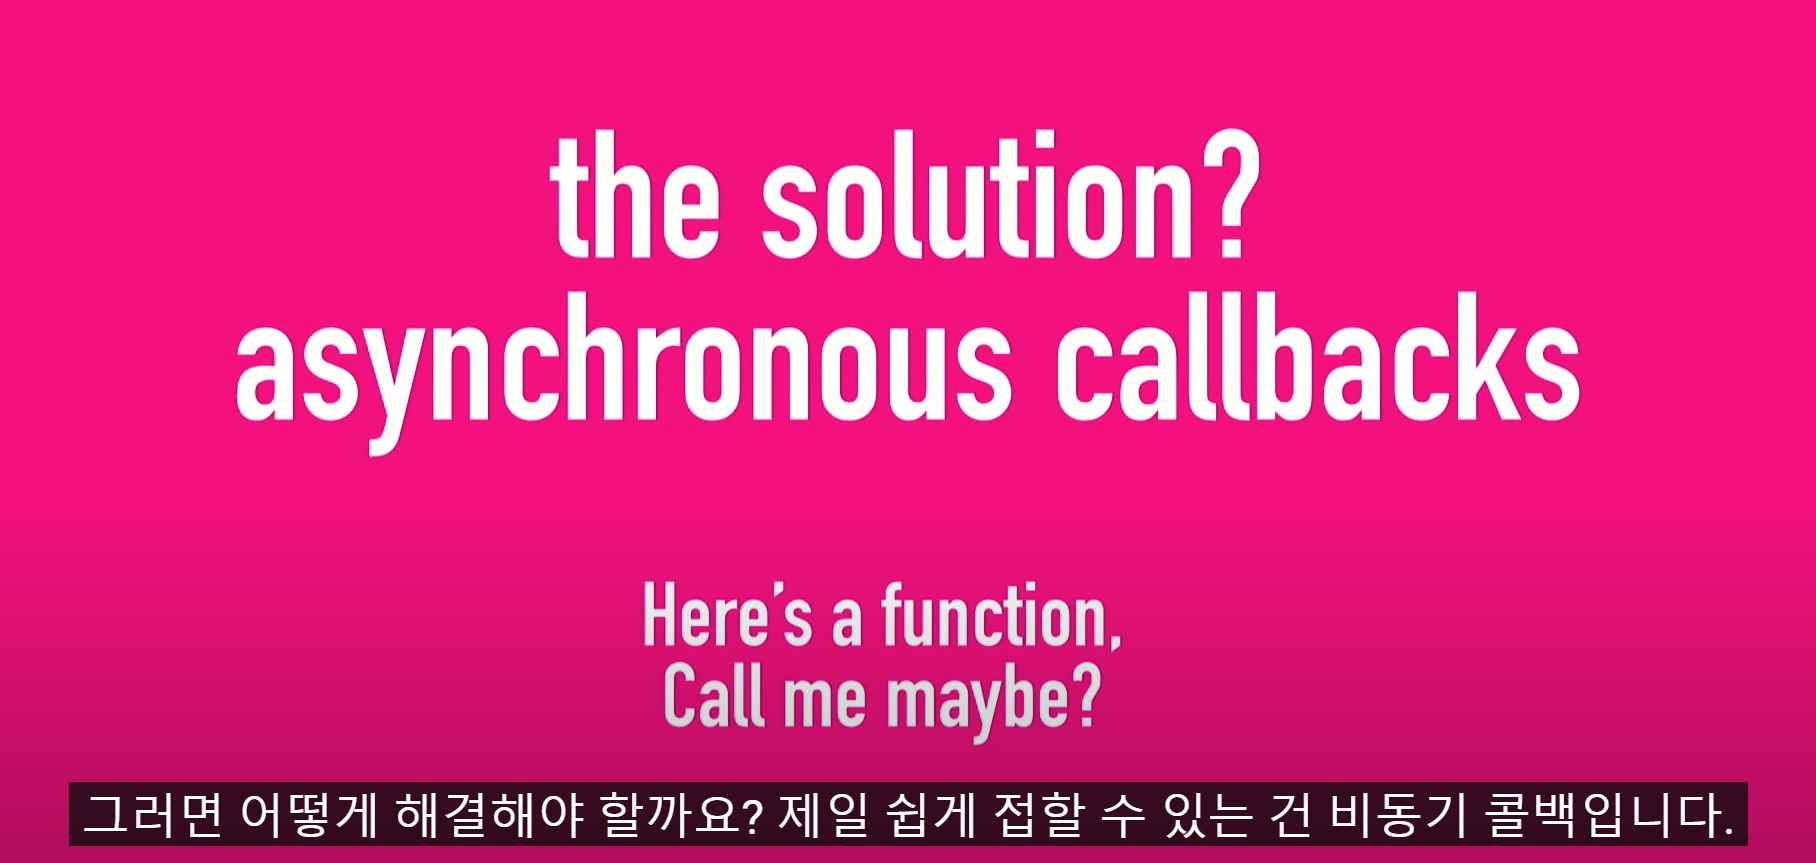 the solution?
asynchronous callbacks
Here's a function,
Call me maybe?
그러면 어떻게 해결해야 할까요? 제일 쉽게 접할 수 있는 건 비동기 콜백입니다.